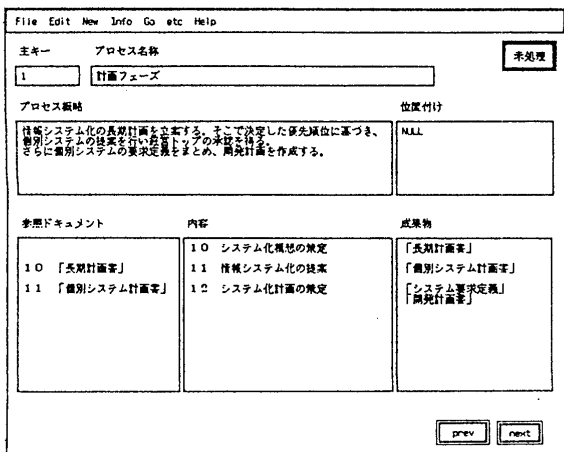 File Edit New Info Go etc Help
主キー プロセス名称
未処理
1 計画フェーズ
プロセス概略 位置付け
情報システム化の長期計画を立案する。そこで決定した優先順位に基づき、 NULL
個別システムの提案を行い経営トップの承認を得る。
さらに個別システムの要求定義をまとめ、開発計画を作成する。
参照ドキュメント 内容 成果物
10 システム化構想の策定 「長期計画書」
10 「長期計画書」 11 情報システム化の提案 「個別システム計画書」
11 「個別システム計画書」 12 システム化計画の策定 「システム要求定義」
「開発計画書」
prev next